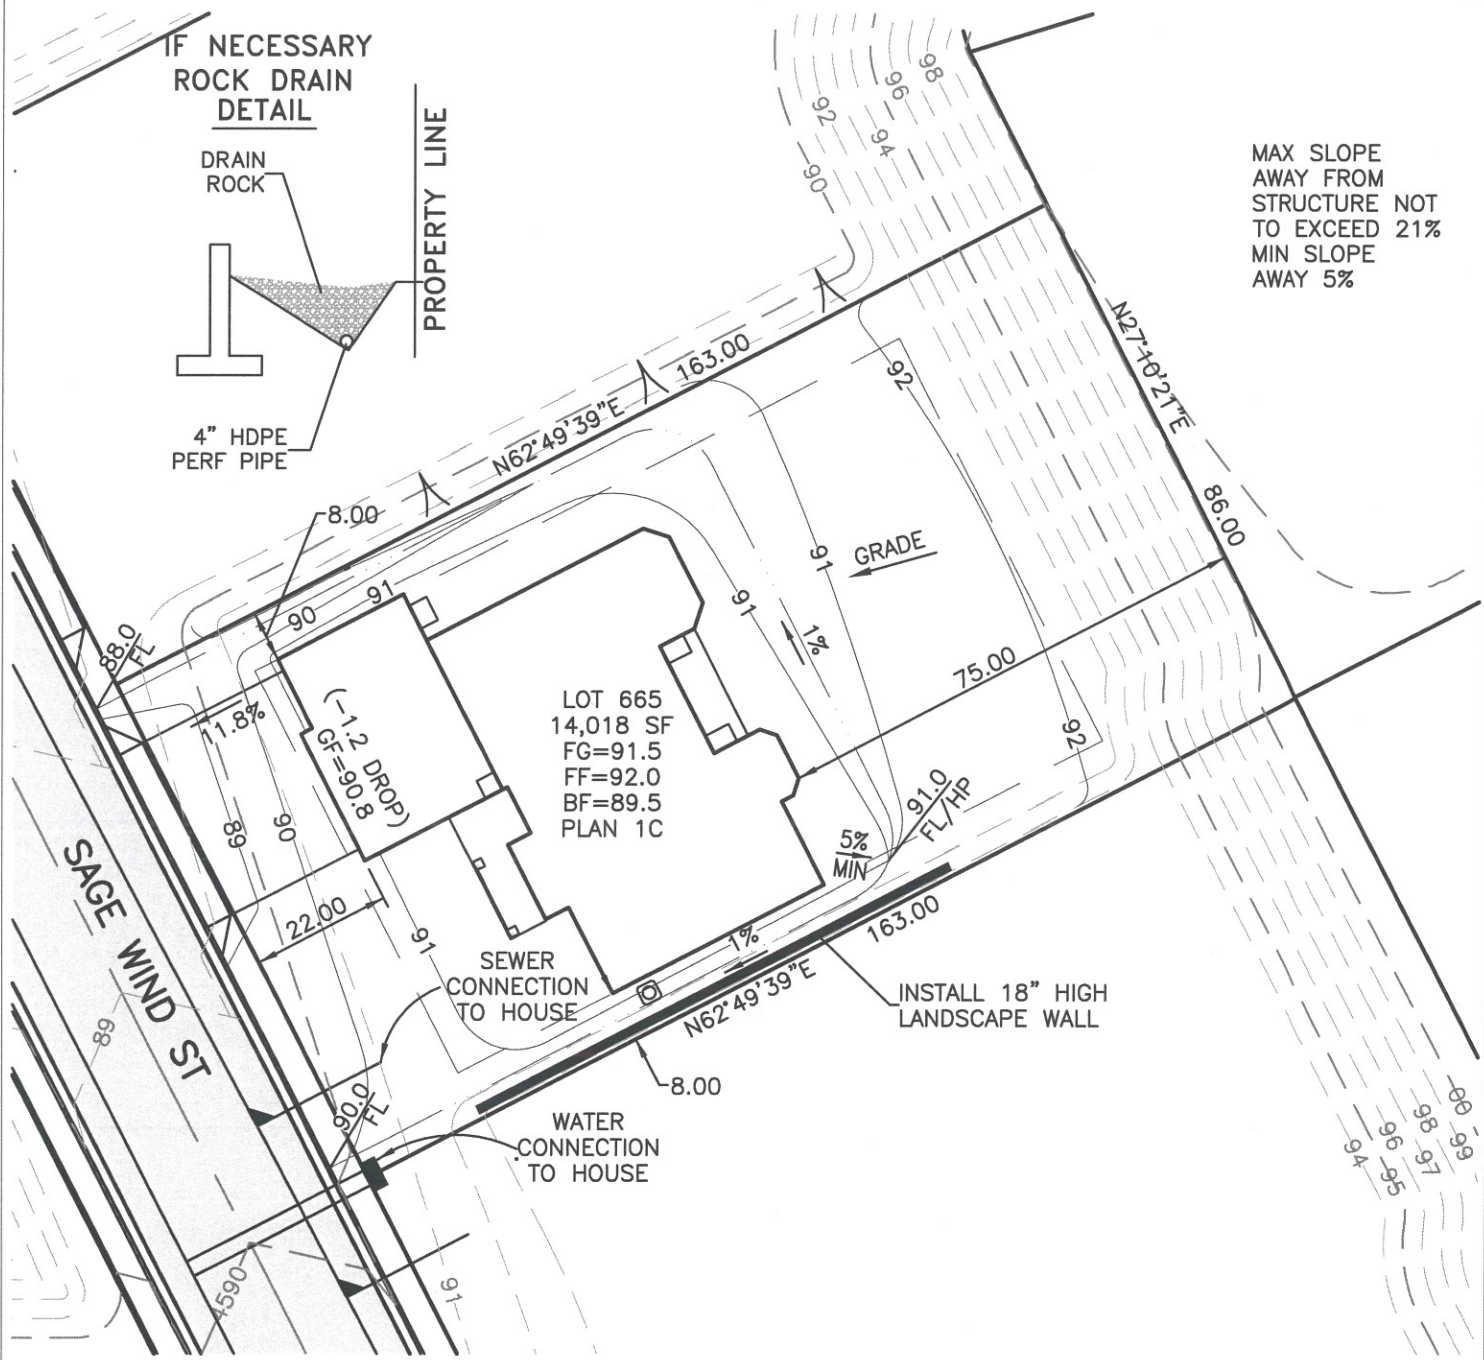 IF NECESSARY
ROCK DRAIN
DETAIL
DRAIN
ROCK
PROPERTY LINE
4" HDPE
PERF PIPE
MAX SLOPE
AWAY FROM
STRUCTURE NOT
TO EXCEED 21%
MIN SLOPE
AWAY 5%
98
96
94
92
90
N27°10'21"E
86.00
163.00
N62°49'39"E
8.00
92
91
GRADE
91
1%
90
91
88.0
FL
11.8%
(-1.2 DROP)
GF=90.8
LOT 665
14,018 SF
FG=91.5
FF=92.0
BF=89.5
PLAN 1C
75.00
92
91.0
FL/HP
5%
MIN
89
90
22.00
91
SAGE WIND ST
89
SEWER
CONNECTION
TO HOUSE
1%
163.00
N62°49'39"E
INSTALL 18" HIGH
LANDSCAPE WALL
8.00
90.0
FL
WATER
CONNECTION
TO HOUSE
4590
91
94
95
96
97
98
99
00